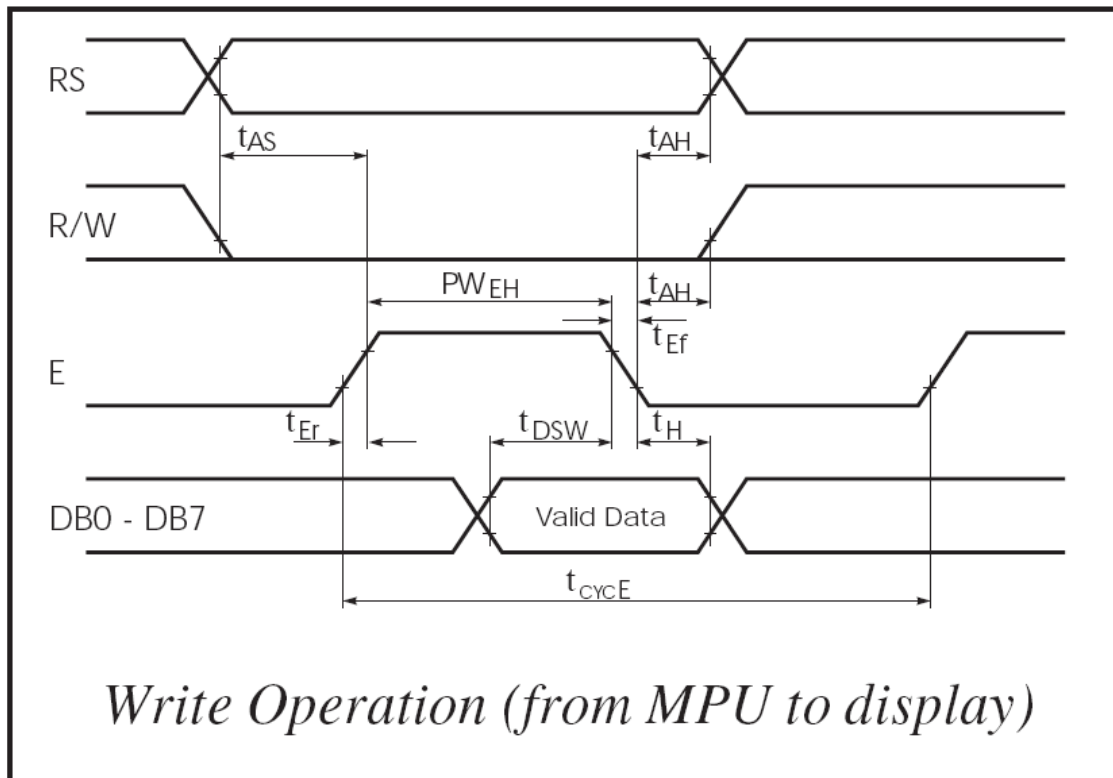 RS
tAS
tAH
R/W
PWEH
tAH
tEf
E
tEr
tDSW
tH
DB0 - DB7
Valid Data
tCYCE
Write Operation (from MPU to display)